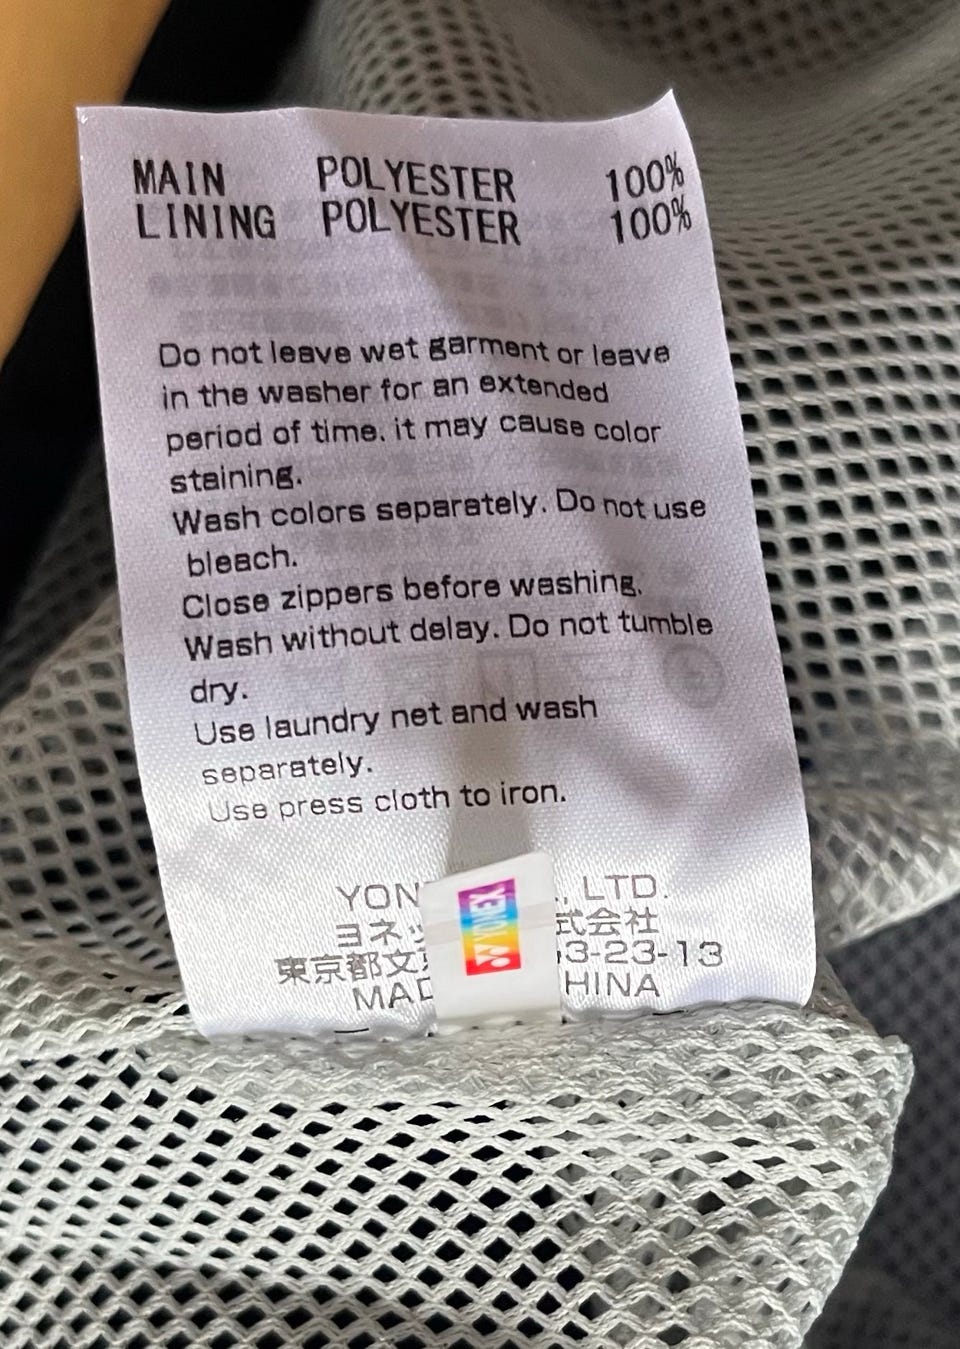 MAIN POLYESTER 100%
LINING POLYESTER 100%
Do not leave wet garment or leave
in the washer for an extended
period of time. it may cause color
staining.
Wash colors separately. Do not use
bleach.
Close zippers before washing.
Wash without delay. Do not tumble
dry.
Use laundry net and wash
separately.
Use press cloth to iron.
YON , LTD.
ヨネ 式会社
東京都文 3-23-13
MAD HINA
YONEX